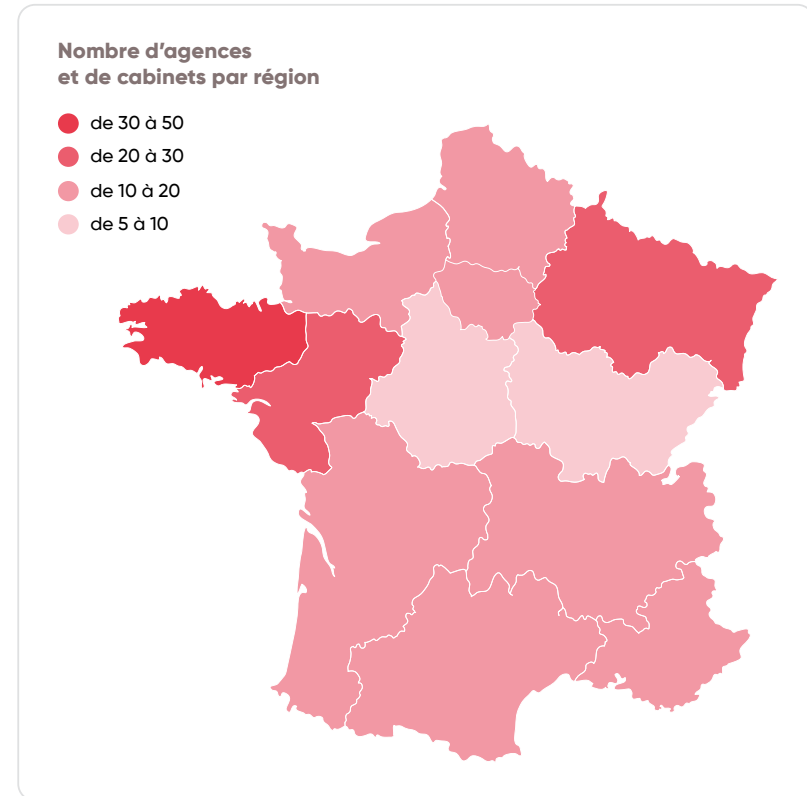 Nombre d’agences
et de cabinets par région
de 30 à 50
de 20 à 30
de 10 à 20
de 5 à 10